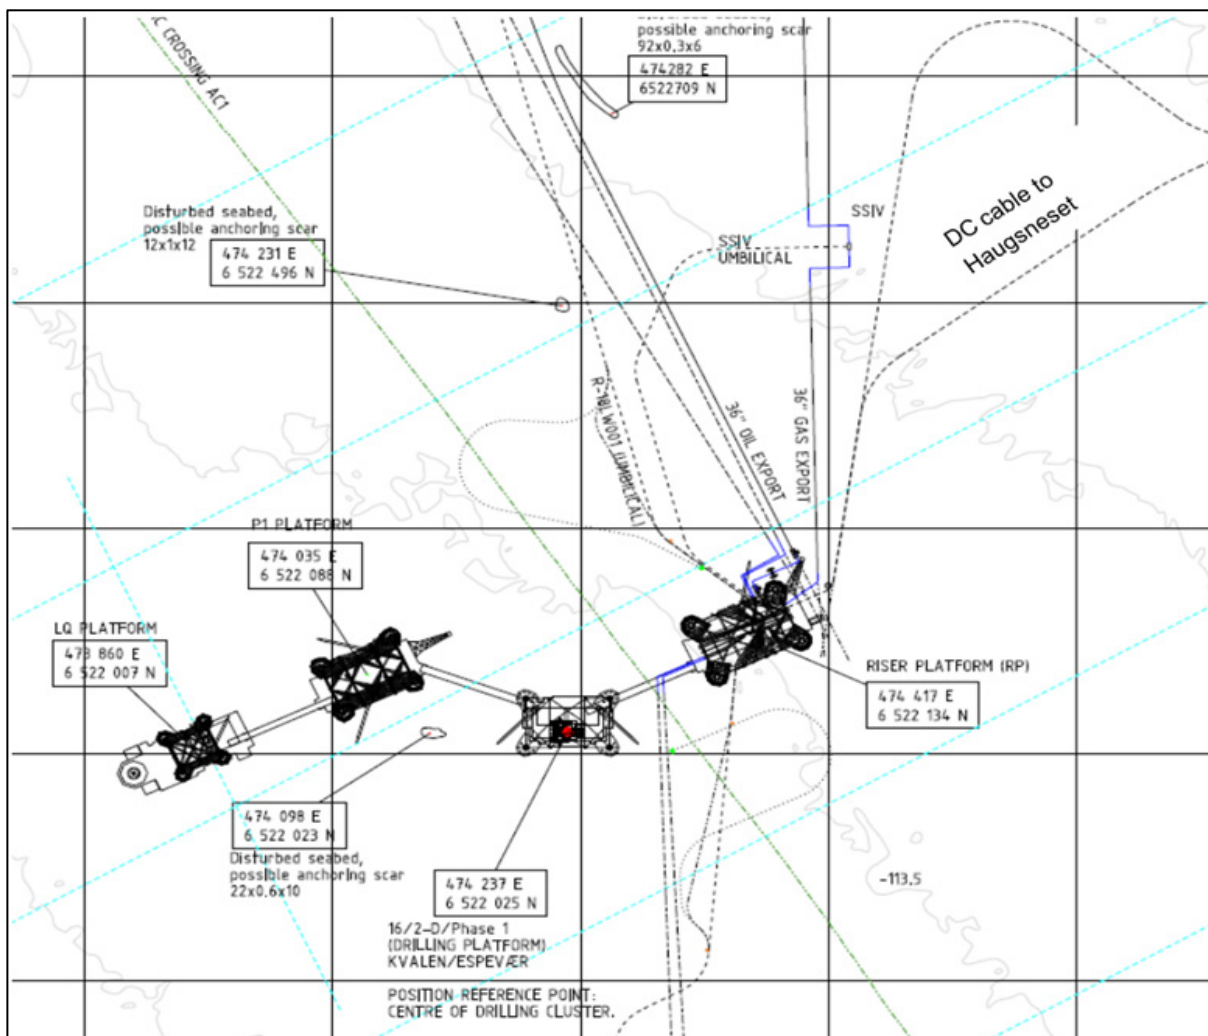 possible anchoring scar
92x0.3x6
474282 E
6522709 N
CROSSING AC1
Disturbed seabed,
possible anchoring scar
12x1x12
474 231 E
6 522 496 N
SSIV
SSIV
UMBILICAL
DC cable to
Haugsneset
R-18L W001 (UMBILICAL)
36" OIL EXPORT
36" GAS EXPORT
P1 PLATFORM
474 035 E
6 522 088 N
LQ PLATFORM
473 860 E
6 522 007 N
RISER PLATFORM (RP)
474 417 E
6 522 134 N
474 098 E
6 522 023 N
Disturbed seabed,
possible anchoring scar
22x0.6x10
474 237 E
6 522 025 N
16/2-D/Phase 1
(DRILLING PLATFORM)
KVALEN/ESPEVÆR
POSITION REFERENCE POINT:
CENTRE OF DRILLING CLUSTER.
-113.5